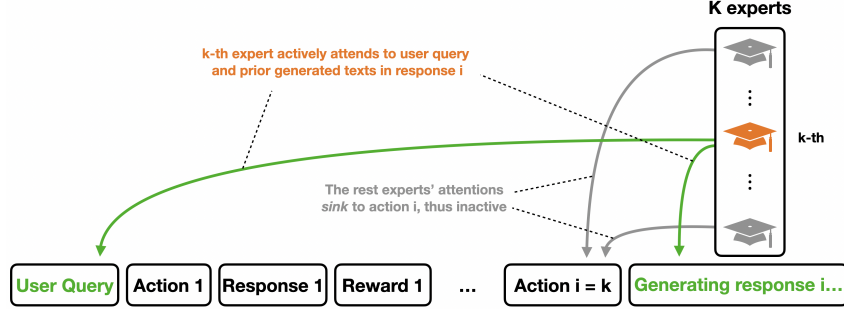 K experts
k-th expert actively attends to user query
and prior generated texts in response i
k-th
The rest experts' attentions
sink to action i, thus inactive
User Query
Action 1
Response 1
Reward 1
...
Action i = k
Generating response i...